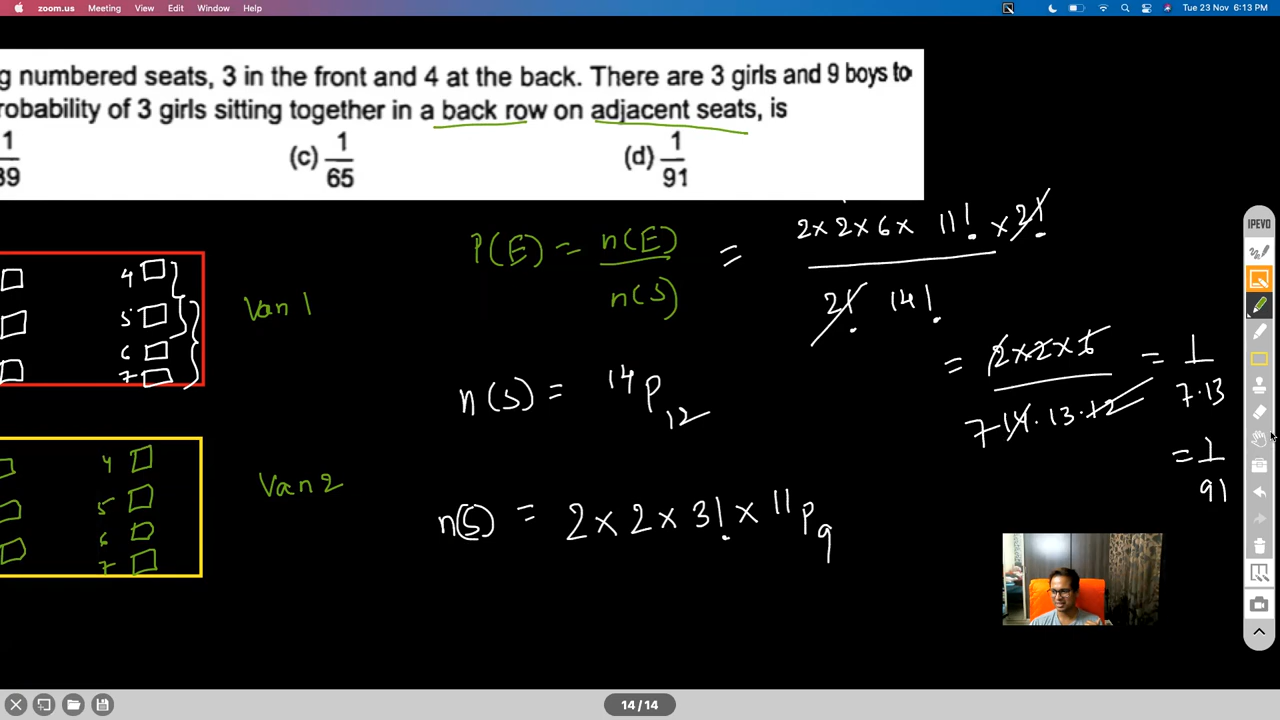 zoom.us Meeting View Edit Window Help Tue 23 Nov 6:13 PM
g numbered seats, 3 in the front and 4 at the back. There are 3 girls and 9 boys to
robability of 3 girls sitting together in a back row on adjacent seats, is
1/39 (c) 1/65 (d) 1/91
P(E) = n(E)/n(S) = 2×2×6× 11! ×2!/2! 14!
= 2×2×6/7 14·13·12 = 1/7·13
= 1/91
4
5
6
7
Van 1
n(S) = 14P12
4
5
6
7
Van 2
n(S) = 2 × 2 × 3! × 11P9
IPEVO
14 / 14